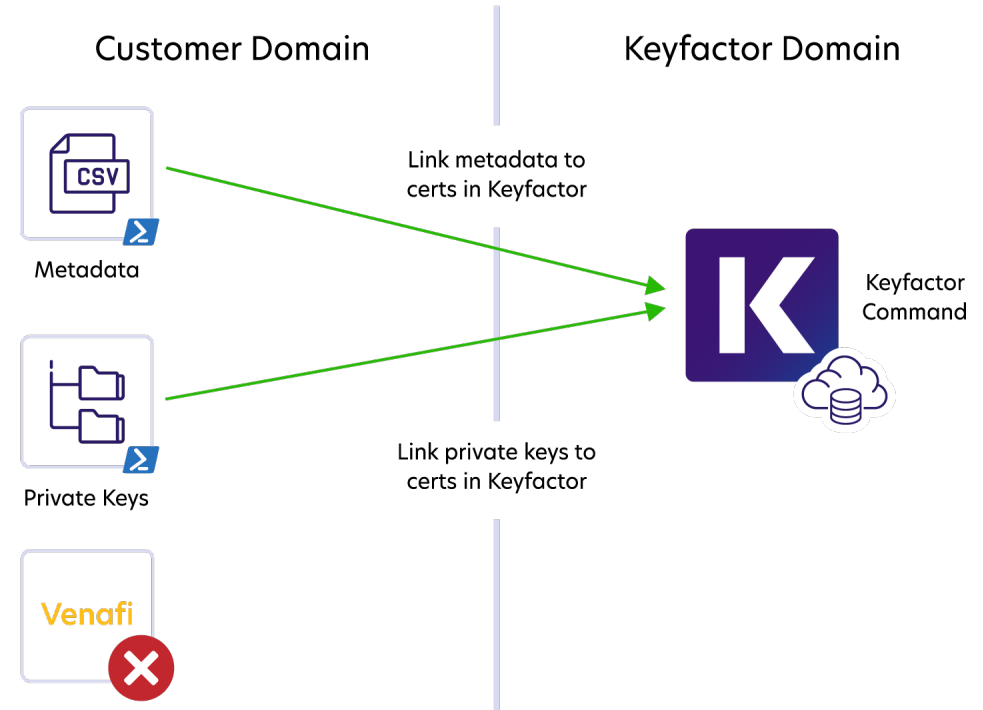 Customer Domain
Keyfactor Domain
CSV
Metadata
Link metadata to
certs in Keyfactor
K
Keyfactor
Command
Private Keys
Link private keys to
certs in Keyfactor
Venafi